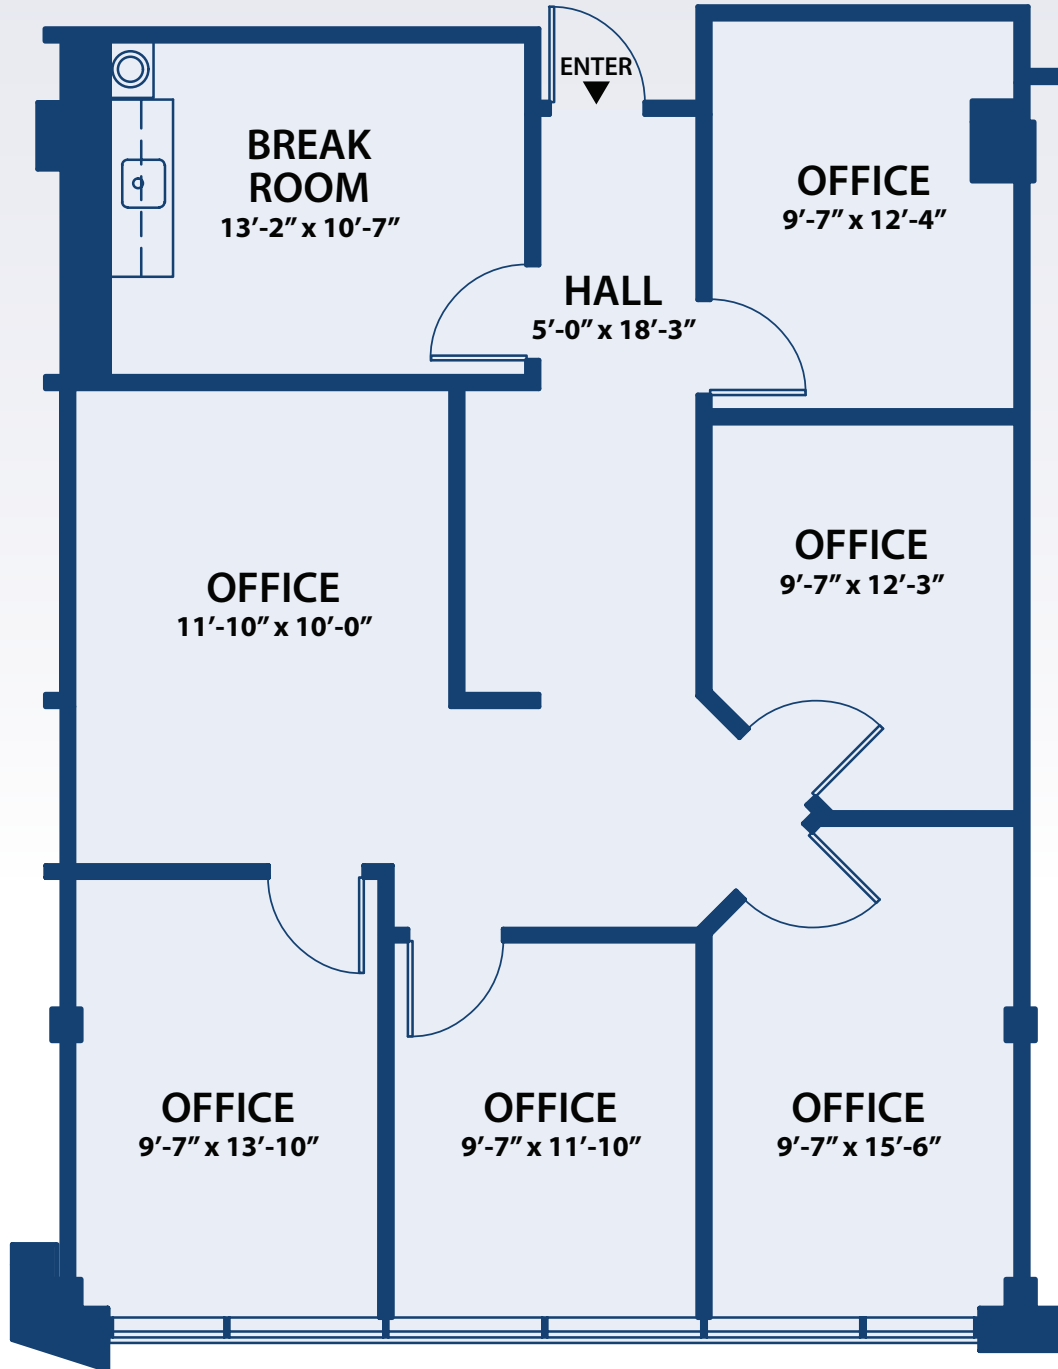 ENTER
BREAK
ROOM
13′-2″ x 10′-7″
OFFICE
9′-7″ x 12′-4″
HALL
5′-0″ x 18′-3″
OFFICE
9′-7″ x 12′-3″
OFFICE
11′-10″ x 10′-0″
OFFICE
9′-7″ x 13′-10″
OFFICE
9′-7″ x 11′-10″
OFFICE
9′-7″ x 15′-6″